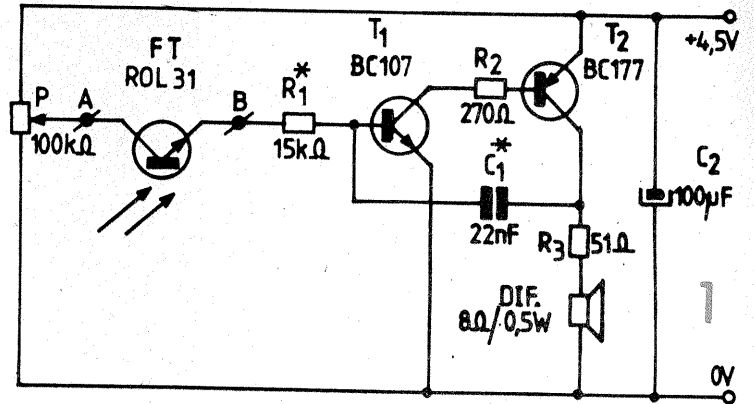 +4,5V
FT
ROL 31
P
100kΩ
A
B
R1*
15kΩ
T1
BC107
R2
270Ω
T2
BC177
C1*
22nF
C2
100µF
R3
51Ω
DIF.
8Ω/0,5W
1
0V